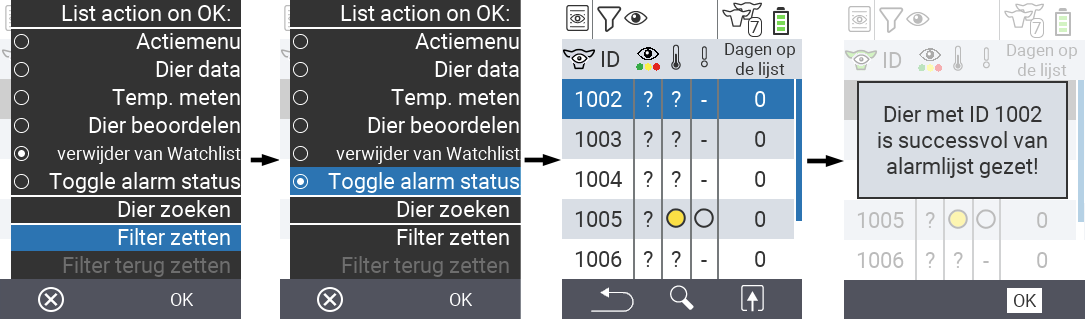 List action on OK:
Actiemenu
Dier data
Temp. meten
Dier beoordelen
verwijder van Watchlist
Toggle alarm status
Dier zoeken
Filter zetten
Filter terug zetten
OK
List action on OK:
Actiemenu
Dier data
Temp. meten
Dier beoordelen
verwijder van Watchlist
Toggle alarm status
Dier zoeken
Filter zetten
Filter terug zetten
OK
7
ID
Dagen op
de lijst
1002 ? ? - 0
1003 ? ? - 0
1004 ? ? - 0
1005 ? 0
1006 ? ? - 0
7
ID
Dagen op
de lijst
Dier met ID 1002
is successvol van
alarmlijst gezet!
1005 ? 0
1006 ? ? - 0
OK